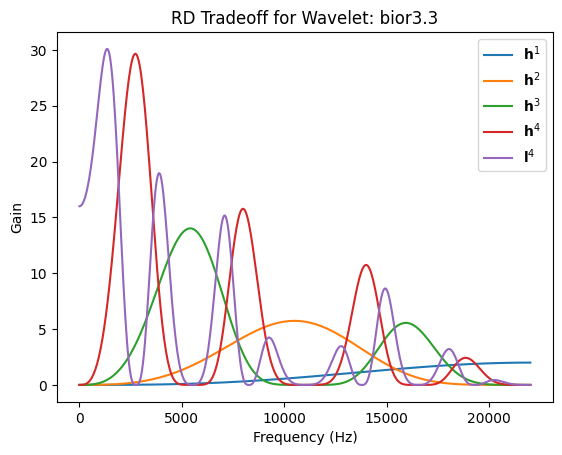 RD Tradeoff for Wavelet: bior3.3
30
25
20
15
10
5
0
Gain
h¹
h²
h³
h⁴
l⁴
0 5000 10000 15000 20000
Frequency (Hz)